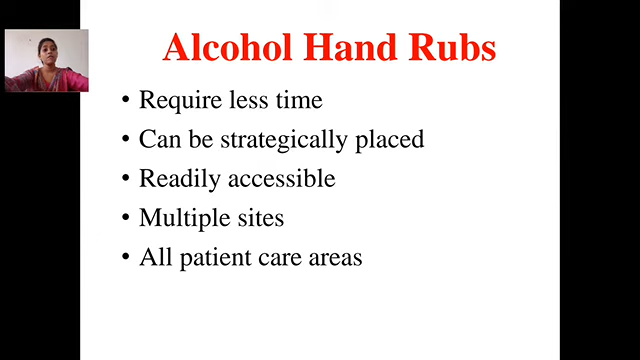 Alcohol Hand Rubs
• Require less time
• Can be strategically placed
• Readily accessible
• Multiple sites
• All patient care areas